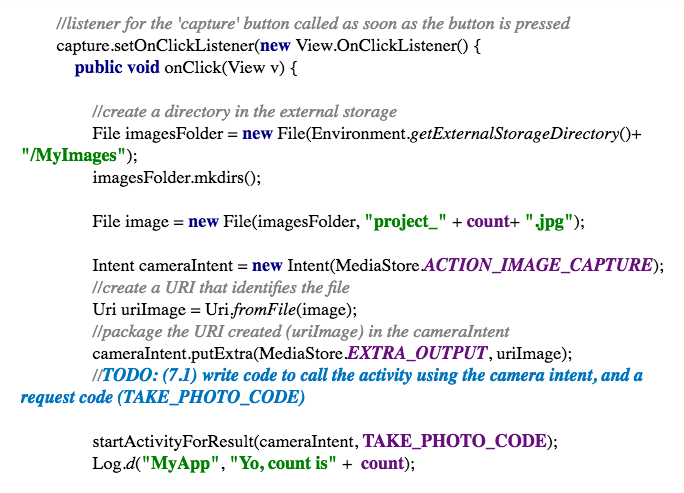 //listener for the 'capture' button called as soon as the button is pressed
capture.setOnClickListener(new View.OnClickListener() {
public void onClick(View v) {
//create a directory in the external storage
File imagesFolder = new File(Environment.getExternalStorageDirectory()+
"/MyImages");
imagesFolder.mkdirs();
File image = new File(imagesFolder, "project_" + count+ ".jpg");
Intent cameraIntent = new Intent(MediaStore.ACTION_IMAGE_CAPTURE);
//create a URI that identifies the file
Uri uriImage = Uri.fromFile(image);
//package the URI created (uriImage) in the cameraIntent
cameraIntent.putExtra(MediaStore.EXTRA_OUTPUT, uriImage);
//TODO: (7.1) write code to call the activity using the camera intent, and a
request code (TAKE_PHOTO_CODE)
startActivityForResult(cameraIntent, TAKE_PHOTO_CODE);
Log.d("MyApp", "Yo, count is" + count);